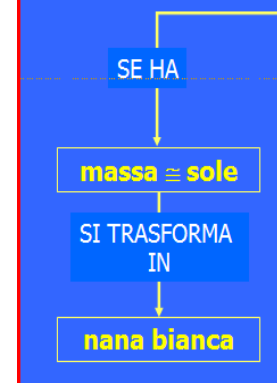 SE HA
massa ≅ sole
SI TRASFORMA
IN
nana bianca